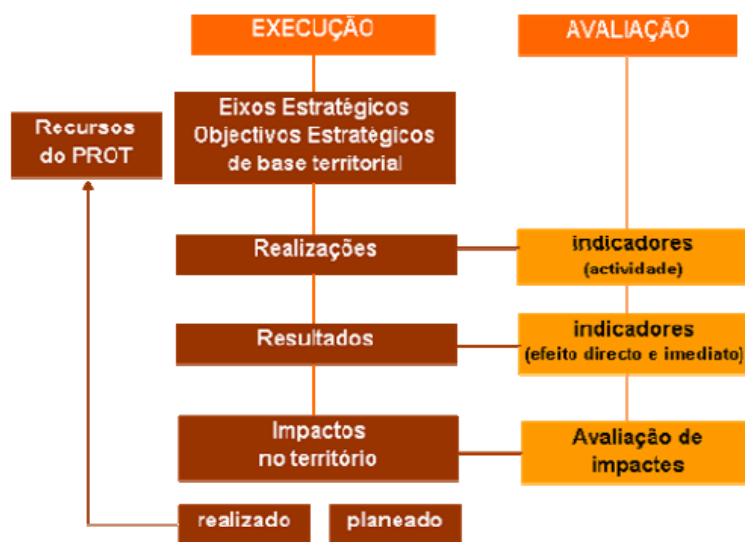 EXECUÇÃO
AVALIAÇÃO
Recursos
do PROT
Eixos Estratégicos
Objectivos Estratégicos
de base territorial
Realizações
indicadores
(actividade)
Resultados
indicadores
(efeito directo e imediato)
Impactos
no território
Avaliação de
impactes
realizado
planeado